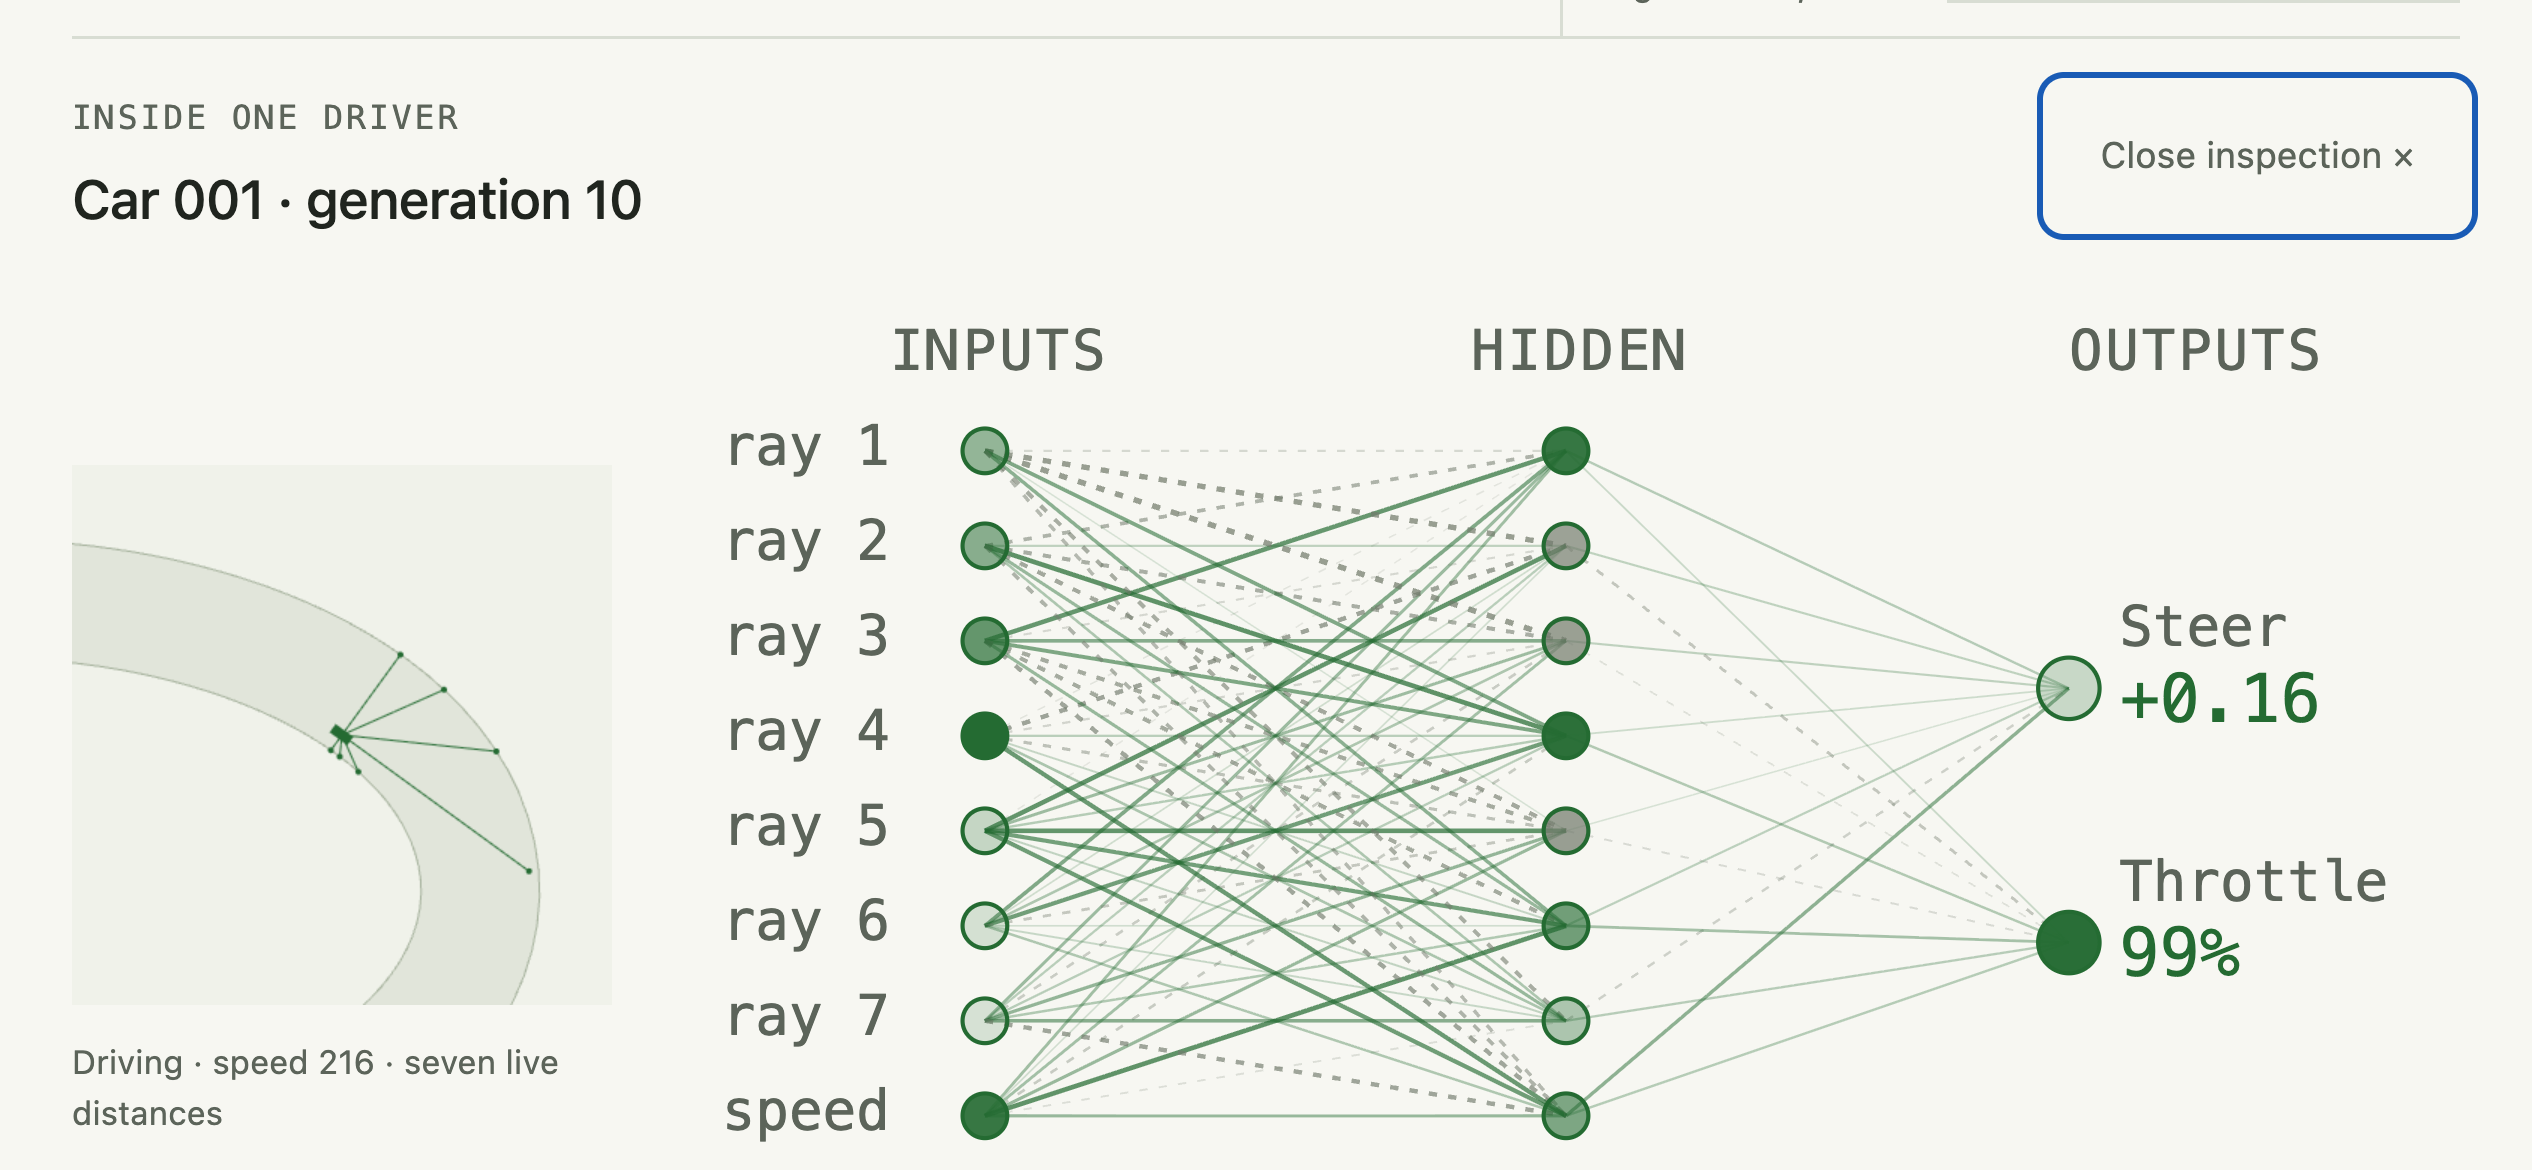 INSIDE ONE DRIVER
Car 001 · generation 10
Close inspection ×
INPUTS
HIDDEN
OUTPUTS
ray 1
ray 2
ray 3
ray 4
ray 5
ray 6
ray 7
speed
Steer
+0.16
Throttle
99%
Driving · speed 216 · seven live
distances